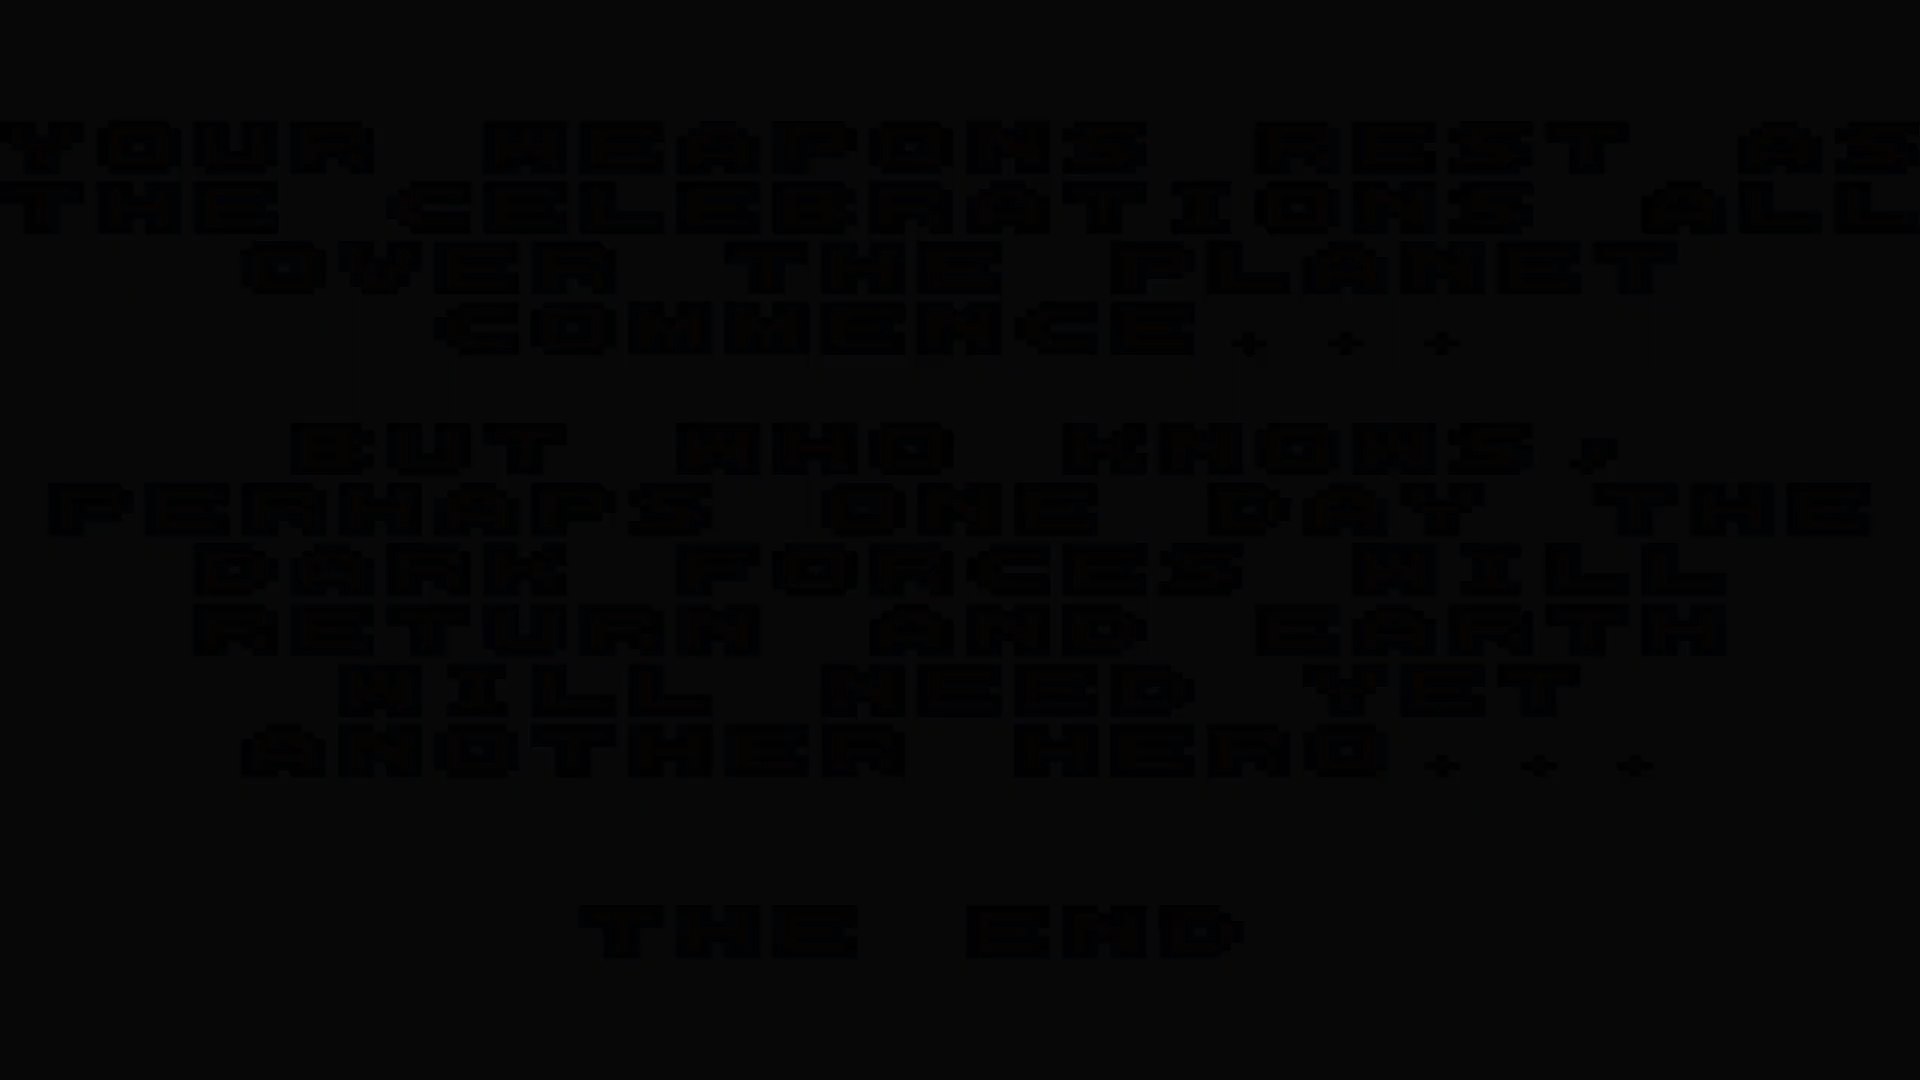 YOUR WEAPONS REST AS
THE CELEBRATIONS ALL
OVER THE PLANET
COMMENCE...
BUT WHO KNOWS,
PERHAPS ONE DAY THE
DARK FORCES WILL
RETURN AND EARTH
WILL NEED YET
ANOTHER HERO...
THE END